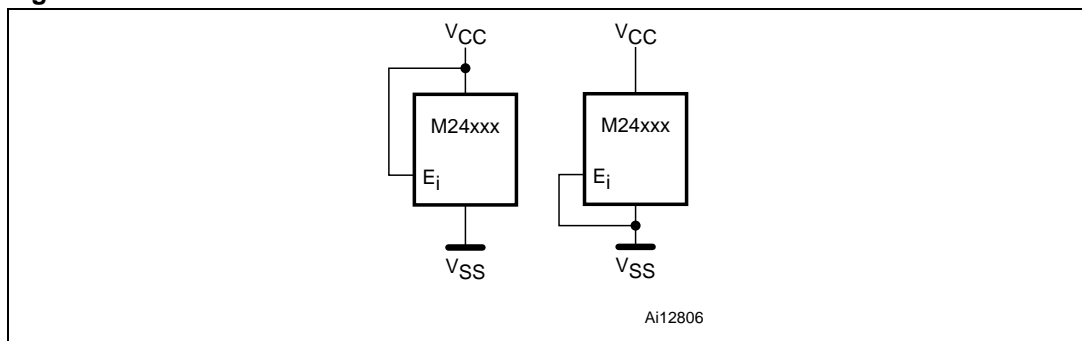 VCC VCC
M24xxx M24xxx
Ei Ei
VSS VSS
Ai12806